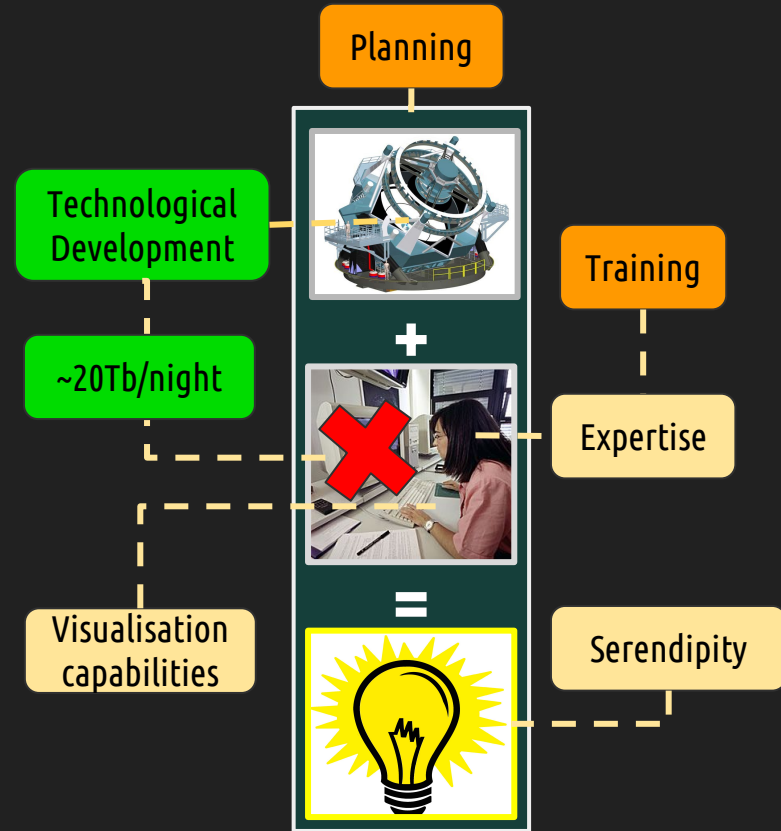 Planning
Technological
Development
Training
+
~20Tb/night
Expertise
=
Visualisation
capabilities
Serendipity